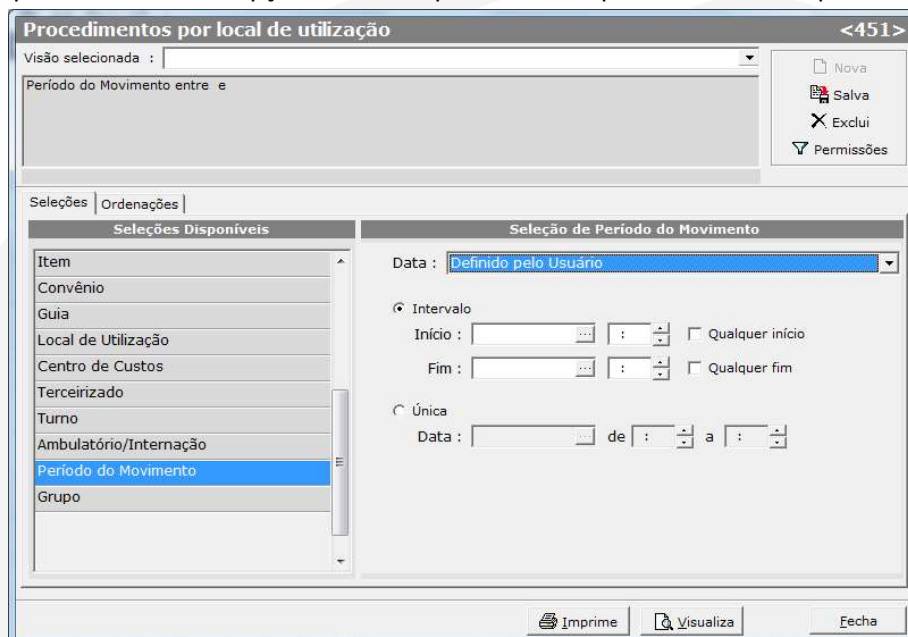 Procedimentos por local de utilização <451>
Visão selecionada :
Período do Movimento entre e
Nova
Salva
Exclui
Permissões
Seleções Ordenações
Seleções Disponíveis
Item
Convênio
Guia
Local de Utilização
Centro de Custos
Terceirizado
Turno
Ambulatório/Internação
Período do Movimento
Grupo
Seleção de Período do Movimento
Data : Definido pelo Usuário
Intervalo
Início : ... : Qualquer início
Fim : ... : Qualquer fim
Única
Data : ... de : a :
Imprime Visualiza Fecha